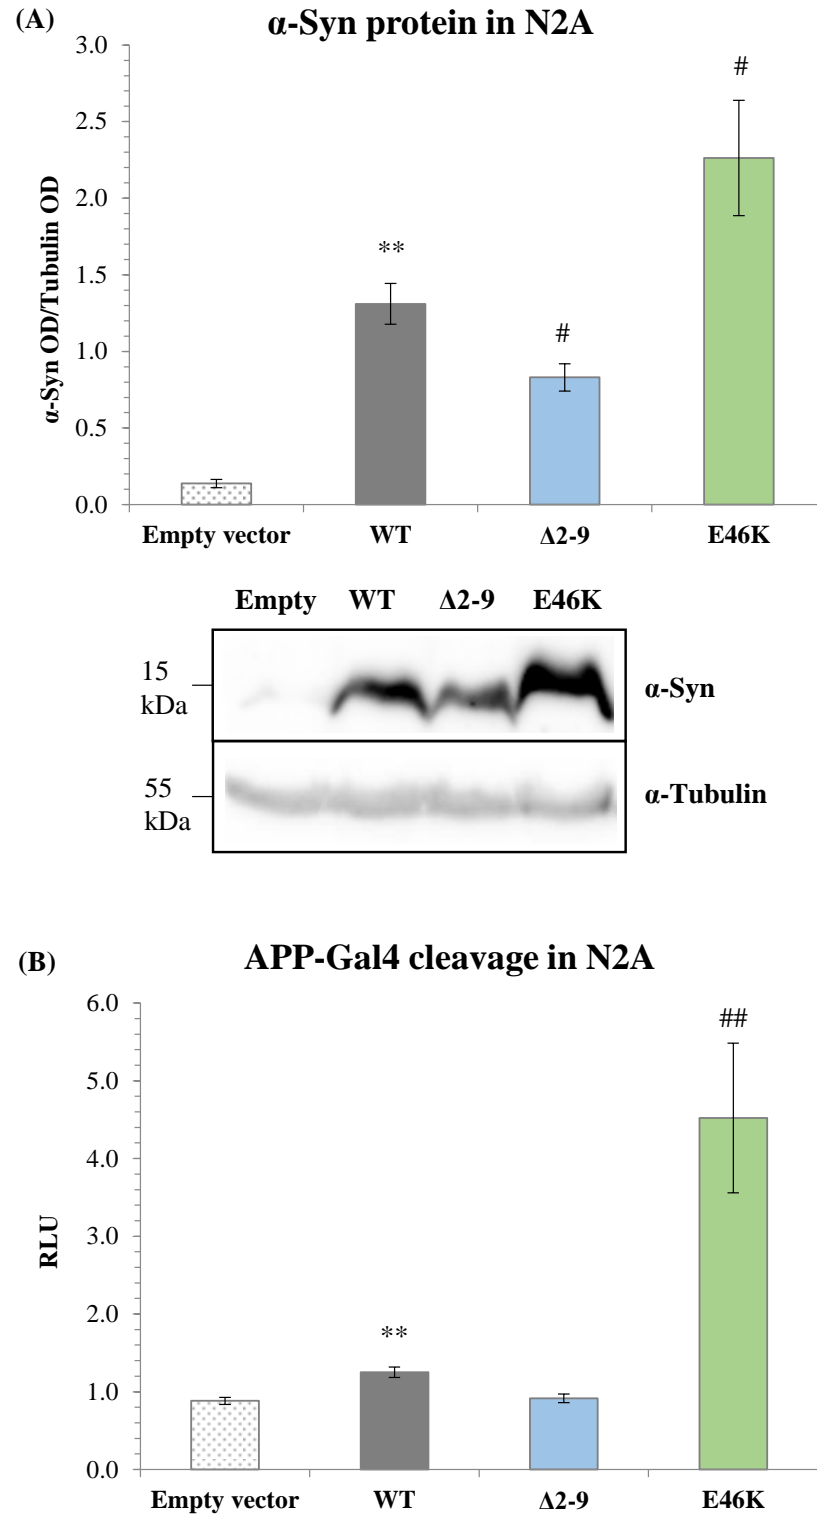 (A)
α-Syn protein in N2A
3.0
2.5
2.0
1.5
1.0
0.5
0.0
α-Syn OD/Tubulin OD
**
#
#
Empty vector WT Δ2-9 E46K
Empty WT Δ2-9 E46K
15
kDa
α-Syn
55
kDa
α-Tubulin
(B)
APP-Gal4 cleavage in N2A
6.0
5.0
4.0
3.0
2.0
1.0
0.0
RLU
**
##
Empty vector WT Δ2-9 E46K